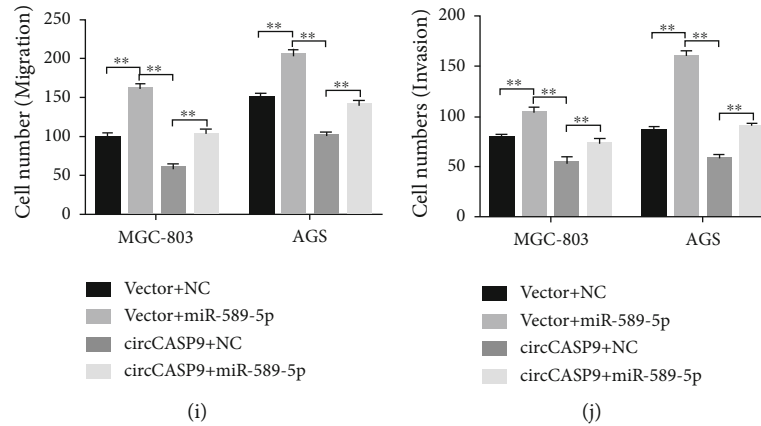 Cell number (Migration)
250
200
150
100
50
0
**
**
**
**
**
**
MGC-803
AGS
Vector+NC
Vector+miR-589-5p
circCASP9+NC
circCASP9+miR-589-5p
(i)
Cell numbers (Invasion)
200
150
100
50
0
**
**
**
**
**
**
MGC-803
AGS
Vector+NC
Vector+miR-589-5p
circCASP9+NC
circCASP9+miR-589-5p
(j)